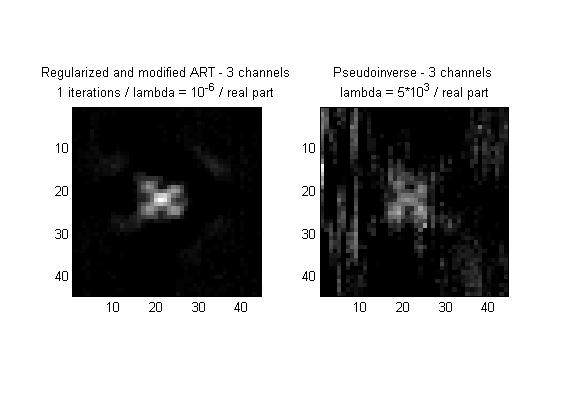 Regularized and modified ART - 3 channels
1 iterations / lambda = 10^-6 / real part
10
20
30
40
10 20 30 40
Pseudoinverse - 3 channels
lambda = 5*10^3 / real part
10
20
30
40
10 20 30 40